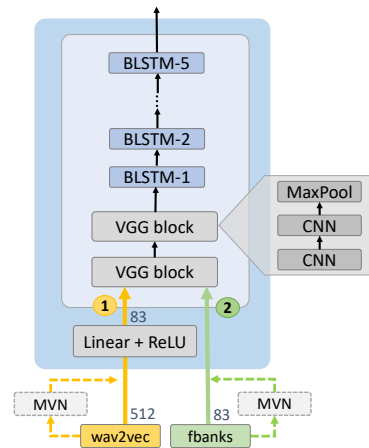 BLSTM-5
BLSTM-2
BLSTM-1
VGG block
VGG block
MaxPool
CNN
CNN
1
2
83
Linear + ReLU
MVN
512
83
MVN
wav2vec
fbanks